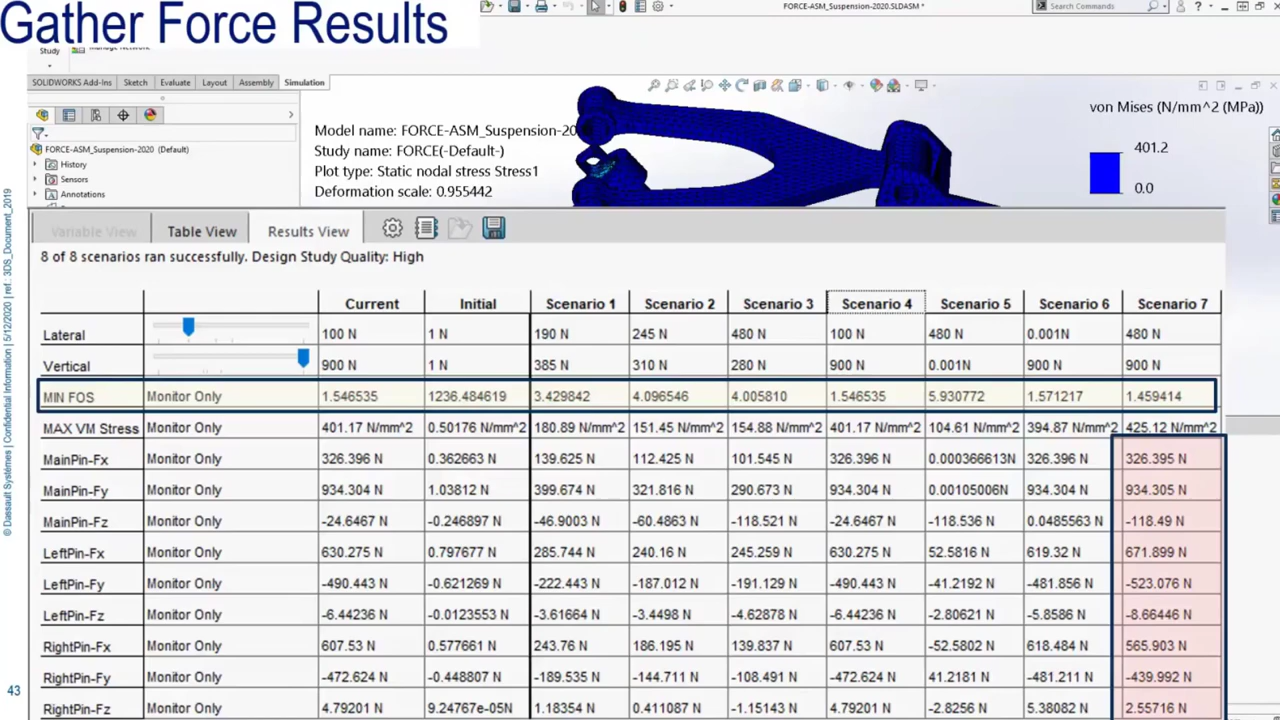 Gather Force Results
FORCE-ASM_Suspension-2020.SLDASM *
Search Commands
Study
SOLIDWORKS Add-Ins Sketch Evaluate Layout Assembly Simulation
FORCE-ASM_Suspension-2020 (Default)
History
Sensors
Annotations
Model name: FORCE-ASM_Suspension-20
Study name: FORCE(-Default-)
Plot type: Static nodal stress Stress1
Deformation scale: 0.955442
von Mises (N/mm^2 (MPa))
401.2
0.0
Variable View Table View Results View
8 of 8 scenarios ran successfully. Design Study Quality: High
Current Initial Scenario 1 Scenario 2 Scenario 3 Scenario 4 Scenario 5 Scenario 6 Scenario 7
Lateral 100 N 1 N 190 N 245 N 480 N 100 N 480 N 0.001N 480 N
Vertical 900 N 1 N 385 N 310 N 280 N 900 N 0.001N 900 N 900 N
MIN FOS Monitor Only 1.546535 1236.484619 3.429842 4.096546 4.005810 1.546535 5.930772 1.571217 1.459414
MAX VM Stress Monitor Only 401.17 N/mm^2 0.50176 N/mm^2 180.89 N/mm^2 151.45 N/mm^2 154.88 N/mm^2 401.17 N/mm^2 104.61 N/mm^2 394.87 N/mm^2 425.12 N/mm^2
MainPin-Fx Monitor Only 326.396 N 0.362663 N 139.625 N 112.425 N 101.545 N 326.396 N 0.000366613N 326.396 N 326.395 N
MainPin-Fy Monitor Only 934.304 N 1.03812 N 399.674 N 321.816 N 290.673 N 934.304 N 0.00105006N 934.304 N 934.305 N
MainPin-Fz Monitor Only -24.6467 N -0.246897 N -46.9003 N -60.4863 N -118.521 N -24.6467 N -118.536 N 0.0485563 N -118.49 N
LeftPin-Fx Monitor Only 630.275 N 0.797677 N 285.744 N 240.16 N 245.259 N 630.275 N 52.5816 N 619.32 N 671.899 N
LeftPin-Fy Monitor Only -490.443 N -0.621269 N -222.443 N -187.012 N -191.129 N -490.443 N -41.2192 N -481.856 N -523.076 N
LeftPin-Fz Monitor Only -6.44236 N -0.0123553 N -3.61664 N -3.4498 N -4.62878 N -6.44236 N -2.80621 N -5.8586 N -8.66446 N
RightPin-Fx Monitor Only 607.53 N 0.577661 N 243.76 N 186.195 N 139.837 N 607.53 N -52.5802 N 618.484 N 565.903 N
RightPin-Fy Monitor Only -472.624 N -0.448807 N -189.535 N -144.711 N -108.491 N -472.624 N 41.2181 N -481.211 N -439.992 N
RightPin-Fz Monitor Only 4.79201 N 9.24767e-05N 1.18354 N 0.411087 N -1.15143 N 4.79201 N -2.8256 N 5.38082 N 2.55716 N
© Dassault Systèmes | Confidential Information | 5/12/2020 | ref.: 3DS_Document_2019
43